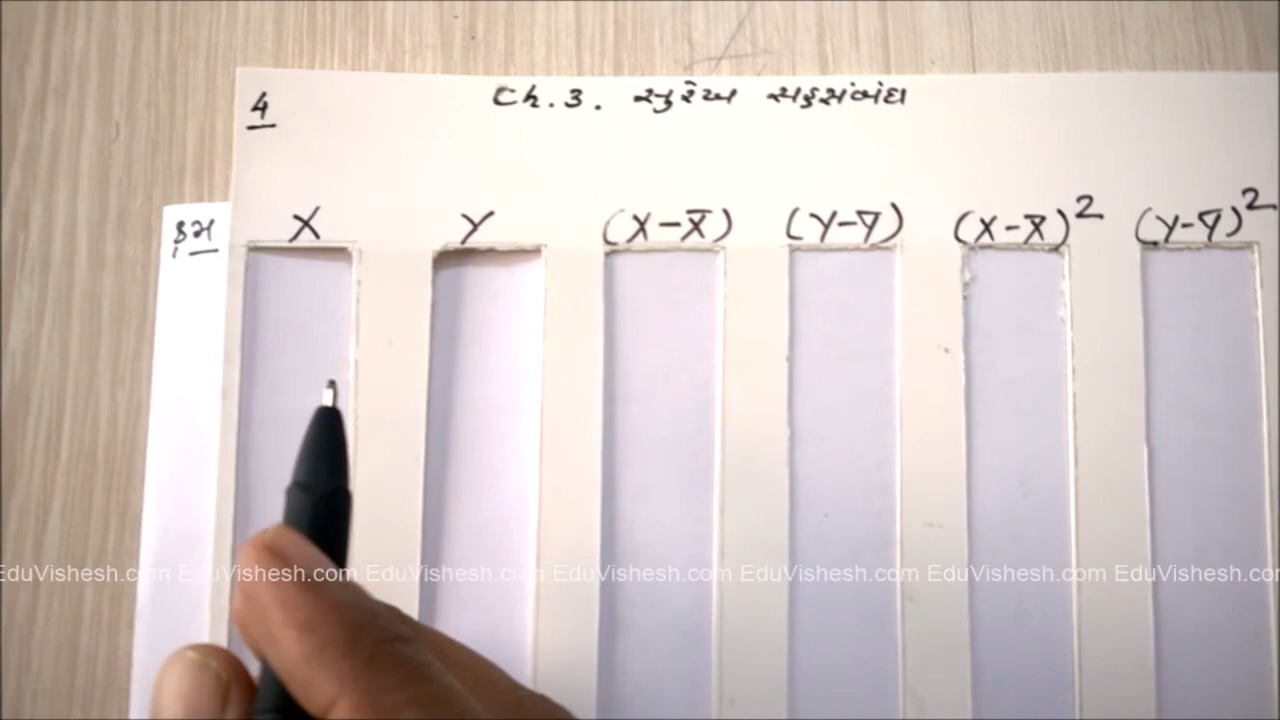 4
Ch.3. સુરેખ સહસંબંધ
ક્રમ X Y (X-X̄) (Y-Ȳ) (X-X̄)² (Y-Ȳ)²
EduVishesh.com EduVishesh.com EduVishesh.com EduVishesh.com EduVishesh.com EduVishesh.com EduVishesh.com